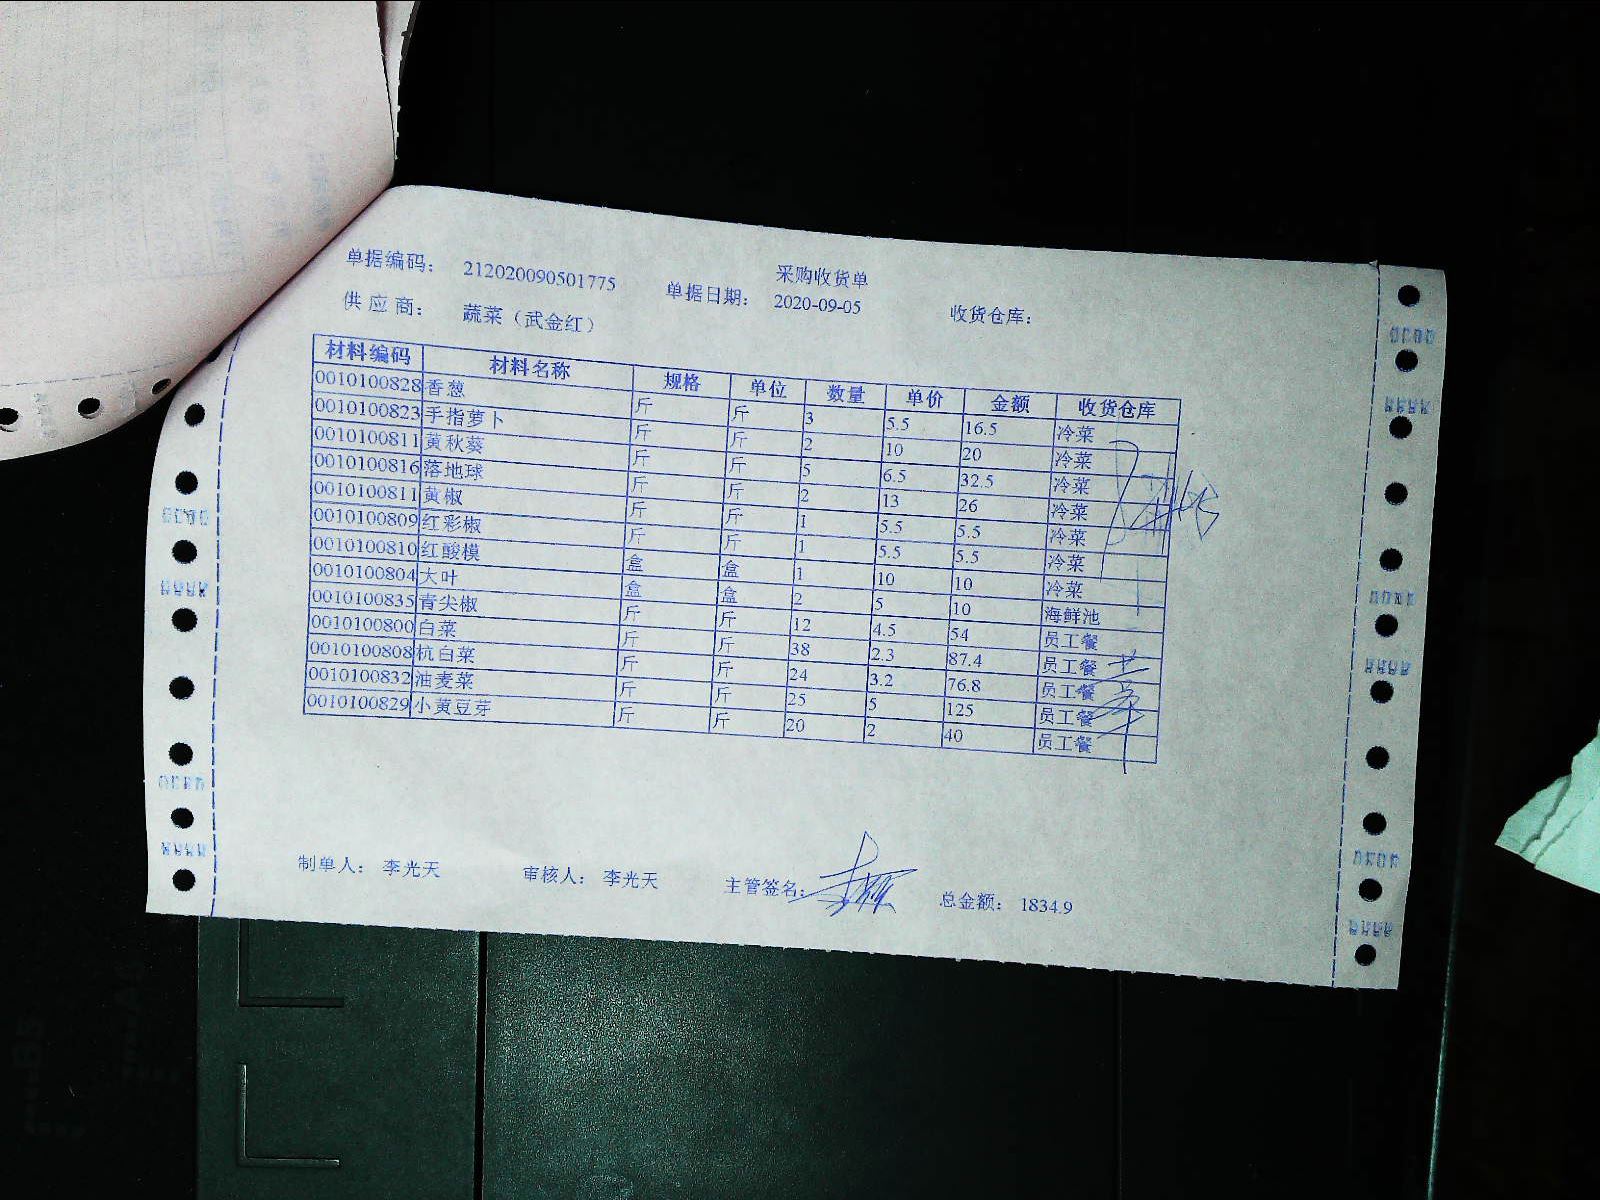 采购收货单
单据编码： 212020090501775 单据日期： 2020-09-05 收货仓库：
供应商： 蔬菜（武金红）
材料编码 材料名称 规格 单位 数量 单价 金额 收货仓库
0010100828 香葱 斤 斤 3 5.5 16.5 冷菜
0010100823 手指萝卜 斤 斤 2 10 20 冷菜
0010100811 黄秋葵 斤 斤 5 6.5 32.5 冷菜
0010100816 落地球 斤 斤 2 13 26 冷菜
0010100811 黄椒 斤 斤 1 5.5 5.5 冷菜
0010100809 红彩椒 斤 斤 1 5.5 5.5 冷菜
0010100810 红酸模 盒 盒 1 10 10 冷菜
0010100804 大叶 盒 盒 2 5 10 海鲜池
0010100835 青尖椒 斤 斤 12 4.5 54 员工餐
0010100800 白菜 斤 斤 38 2.3 87.4 员工餐
0010100808 杭白菜 斤 斤 24 3.2 76.8 员工餐
0010100832 油麦菜 斤 斤 25 5 125 员工餐
0010100829 小黄豆芽 斤 斤 20 2 40 员工餐
制单人： 李光天 审核人： 李光天 主管签名： 总金额： 1834.9